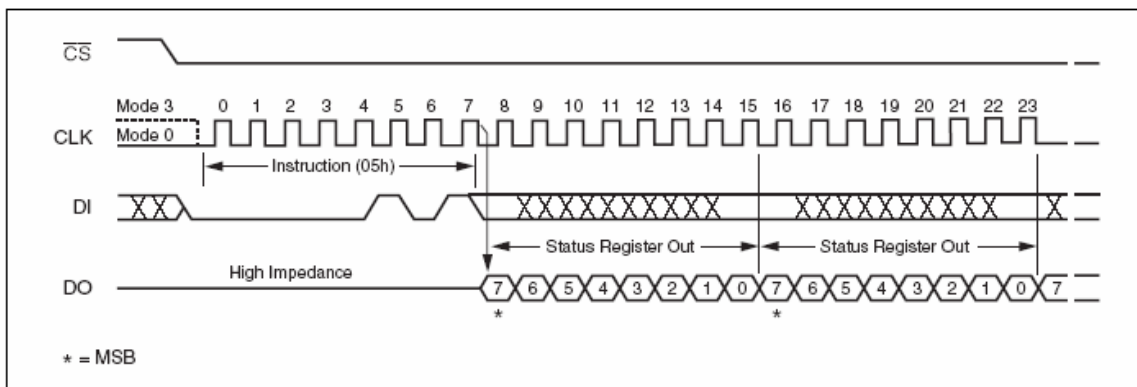 CS
Mode 3 0 1 2 3 4 5 6 7 8 9 10 11 12 13 14 15 16 17 18 19 20 21 22 23
CLK Mode 0
Instruction (05h)
DI
Status Register Out Status Register Out
High Impedance
DO 7 6 5 4 3 2 1 0 7 6 5 4 3 2 1 0 7
* *
* = MSB